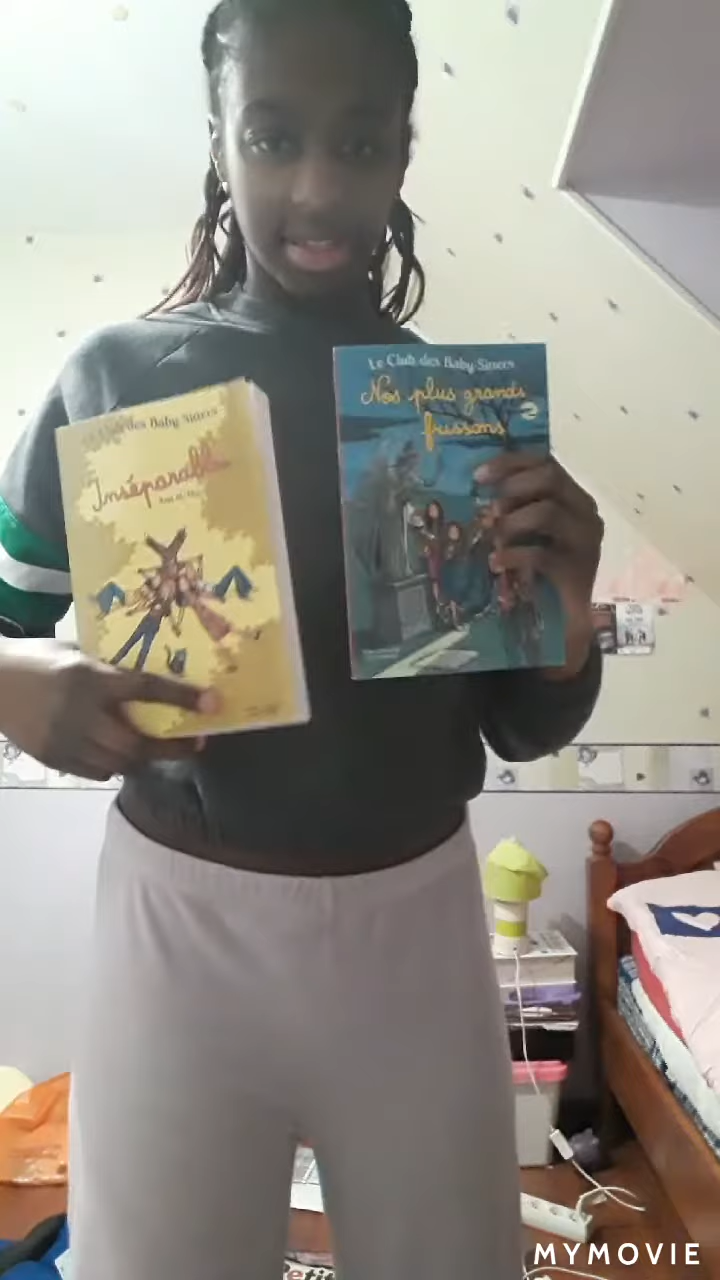 des Baby-Sitters
Inséparables
Le Club des Baby-Sitters
Nos plus grands
frissons
MYMOVIE